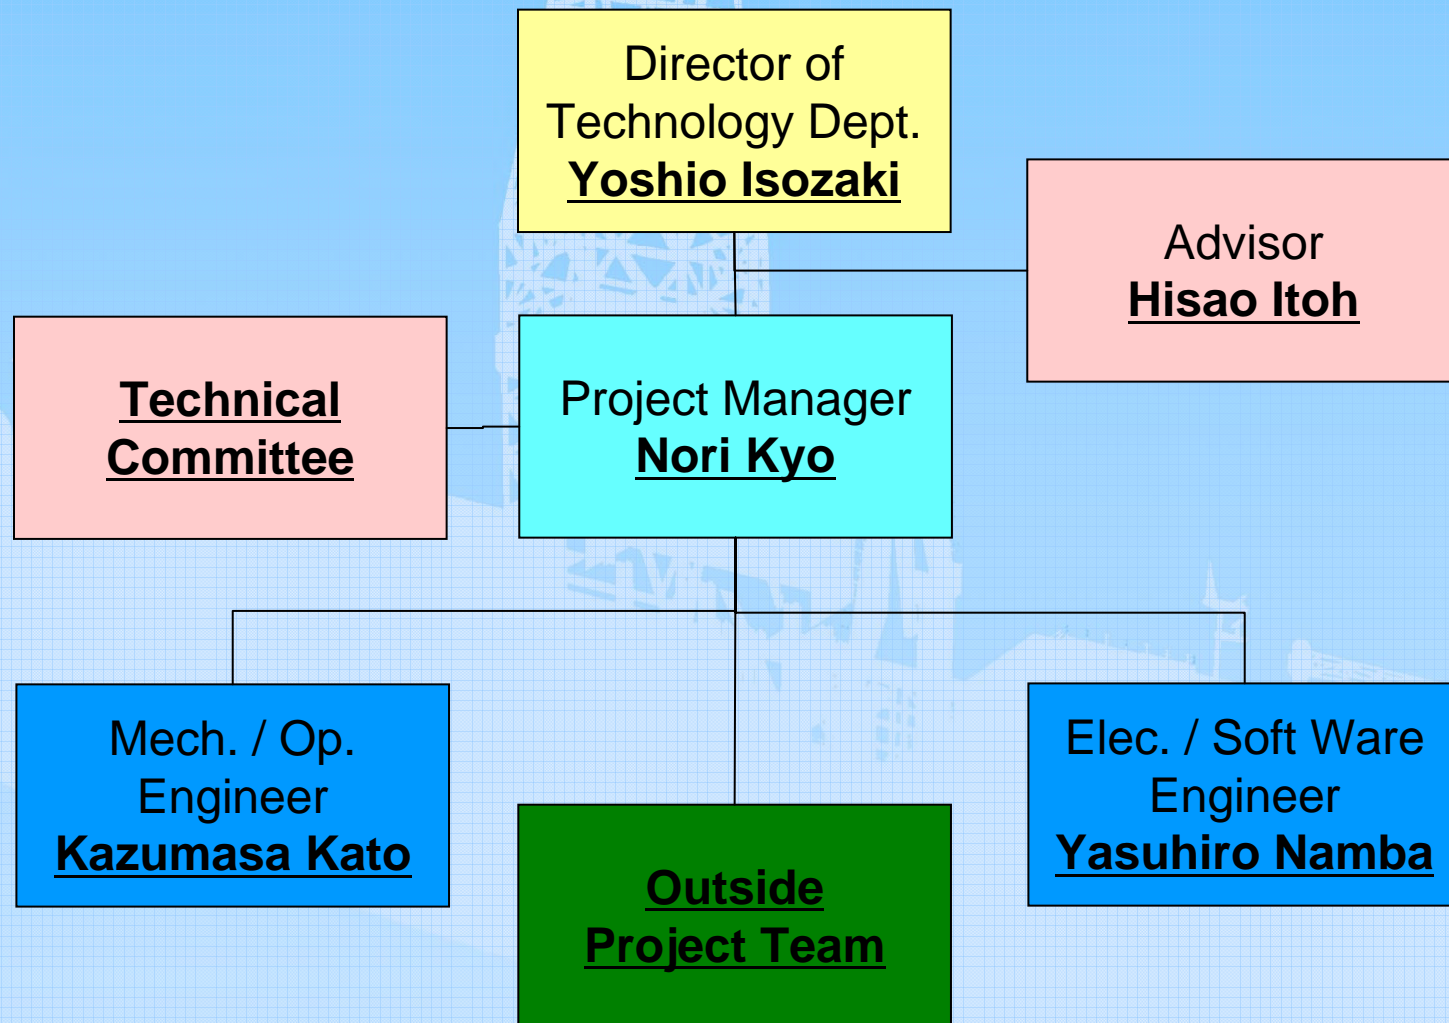 Director of
Technology Dept.
Yoshio Isozaki
Advisor
Hisao Itoh
Technical
Committee
Project Manager
Nori Kyo
Mech. / Op.
Engineer
Kazumasa Kato
Outside
Project Team
Elec. / Soft Ware
Engineer
Yasuhiro Namba